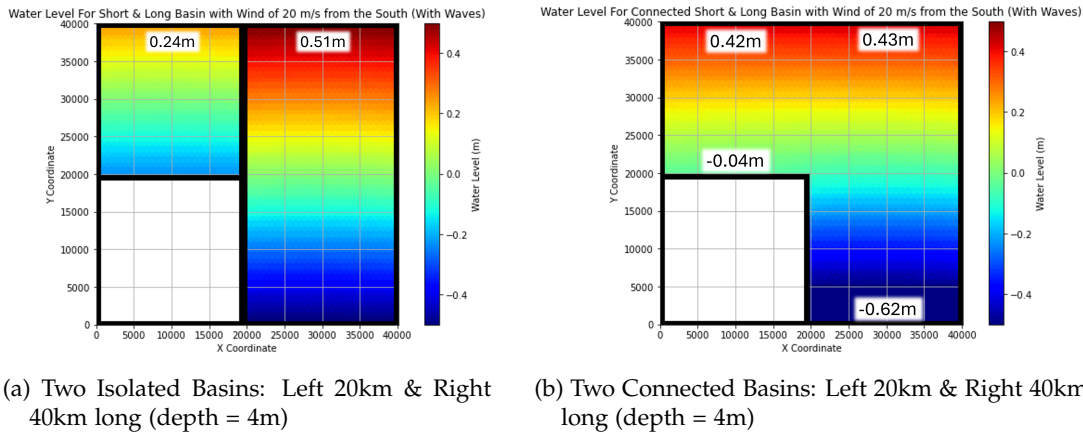 Water Level For Short & Long Basin with Wind of 20 m/s from the South (With Waves)
40000
35000
30000
25000
20000
15000
10000
5000
0
Y Coordinate
0.24m
0.51m
0 5000 10000 15000 20000 25000 30000 35000 40000
X Coordinate
0.4
0.2
0.0
−0.2
−0.4
Water Level (m)
(a) Two Isolated Basins: Left 20km & Right
40km long (depth = 4m)
Water Level For Connected Short & Long Basin with Wind of 20 m/s from the South (With Waves)
40000
35000
30000
25000
20000
15000
10000
5000
0
Y Coordinate
0.42m
0.43m
-0.04m
-0.62m
0 5000 10000 15000 20000 25000 30000 35000 40000
X Coordinate
0.4
0.2
0.0
−0.2
−0.4
Water Level (m)
(b) Two Connected Basins: Left 20km & Right 40km
long (depth = 4m)